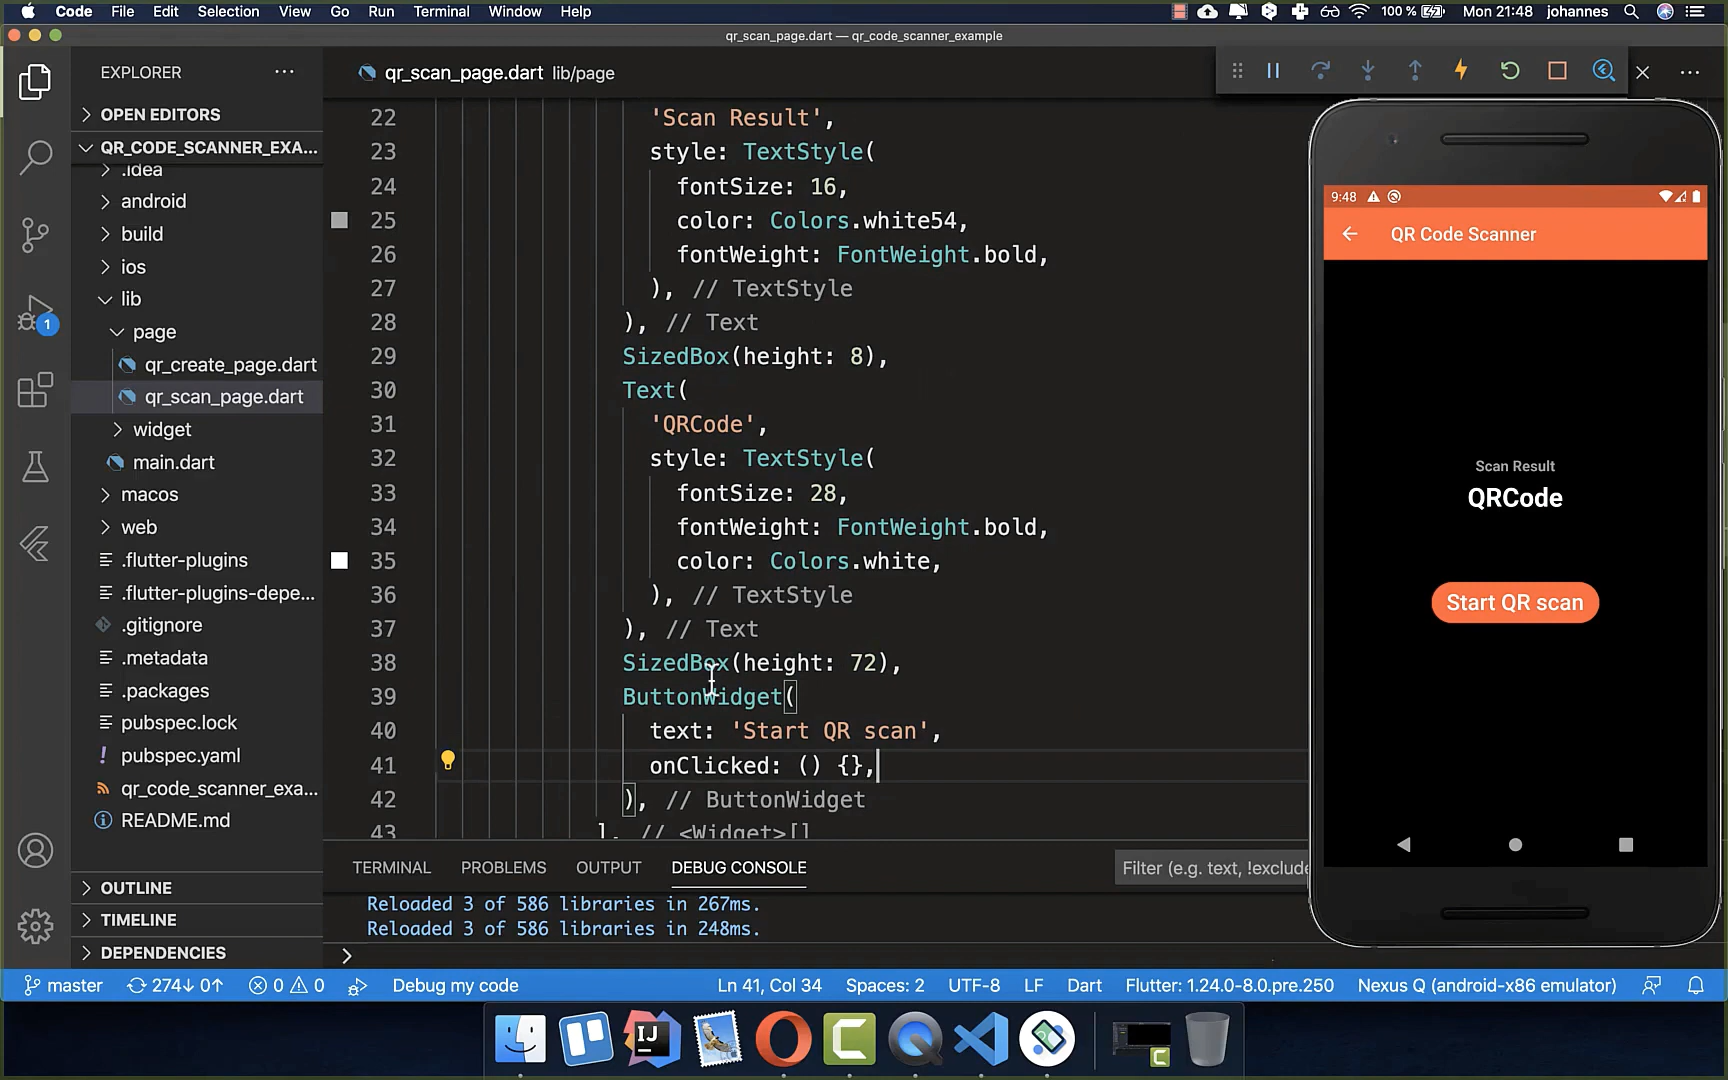 Code File Edit Selection View Go Run Terminal Window Help 100 % Mon 21:48 johannes
qr_scan_page.dart — qr_code_scanner_example
EXPLORER
OPEN EDITORS
QR_CODE_SCANNER_EXA...
.idea
android
build
ios
lib
page
qr_create_page.dart
qr_scan_page.dart
widget
main.dart
macos
web
.flutter-plugins
.flutter-plugins-depe...
.gitignore
.metadata
.packages
pubspec.lock
pubspec.yaml
qr_code_scanner_exa...
README.md
OUTLINE
TIMELINE
DEPENDENCIES
1
qr_scan_page.dart lib/page
22 'Scan Result',
23 style: TextStyle(
24 fontSize: 16,
25 color: Colors.white54,
26 fontWeight: FontWeight.bold,
27 ), // TextStyle
28 ), // Text
29 SizedBox(height: 8),
30 Text(
31 'QRCode',
32 style: TextStyle(
33 fontSize: 28,
34 fontWeight: FontWeight.bold,
35 color: Colors.white,
36 ), // TextStyle
37 ), // Text
38 SizedBox(height: 72),
39 ButtonWidget(
40 text: 'Start QR scan',
41 onClicked: () {},
42 ), // ButtonWidget
43 ], // <Widget>[]
TERMINAL PROBLEMS OUTPUT DEBUG CONSOLE
Filter (e.g. text, !exclude
Reloaded 3 of 586 libraries in 267ms.
Reloaded 3 of 586 libraries in 248ms.
9:48
QR Code Scanner
Scan Result
QRCode
Start QR scan
master 274↓ 0↑ 0 0 Debug my code Ln 41, Col 34 Spaces: 2 UTF-8 LF Dart Flutter: 1.24.0-8.0.pre.250 Nexus Q (android-x86 emulator)
IJ